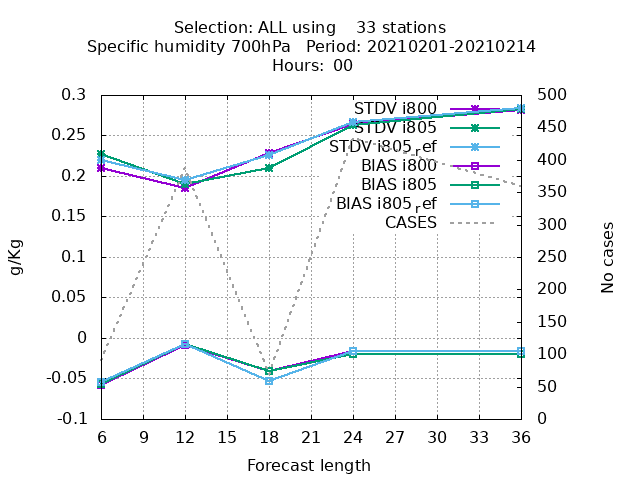 Selection: ALL using 33 stations
Specific humidity 700hPa Period: 20210201-20210214
Hours: 00
0.3
0.25
0.2
0.15
0.1
0.05
0
-0.05
-0.1
500
450
400
350
300
250
200
150
100
50
0
6 9 12 15 18 21 24 27 30 33 36
g/Kg
No cases
Forecast length
STDV i800
STDV i805
STDV i805ref
BIAS i800
BIAS i805
BIAS i805ref
CASES